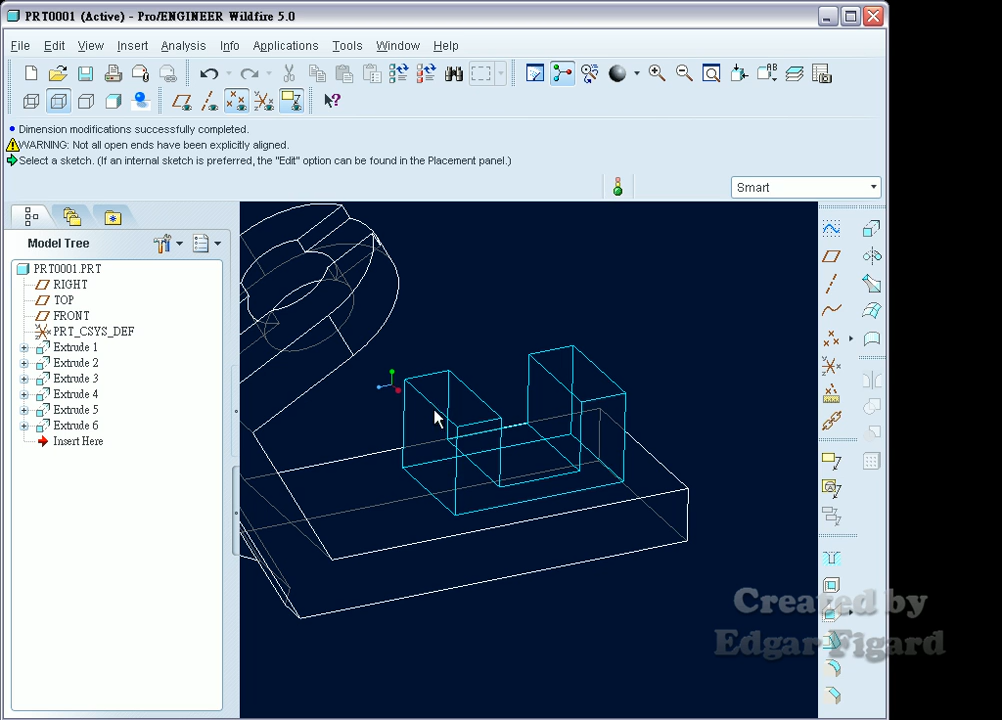 PRT0001 (Active) - Pro/ENGINEER Wildfire 5.0
File Edit View Insert Analysis Info Applications Tools Window Help
Dimension modifications successfully completed.
WARNING: Not all open ends have been explicitly aligned.
Select a sketch. (If an internal sketch is preferred, the "Edit" option can be found in the Placement panel.)
Smart
Model Tree
PRT0001.PRT
RIGHT
TOP
FRONT
PRT_CSYS_DEF
Extrude 1
Extrude 2
Extrude 3
Extrude 4
Extrude 5
Extrude 6
Insert Here
Created by
Edgar Figard